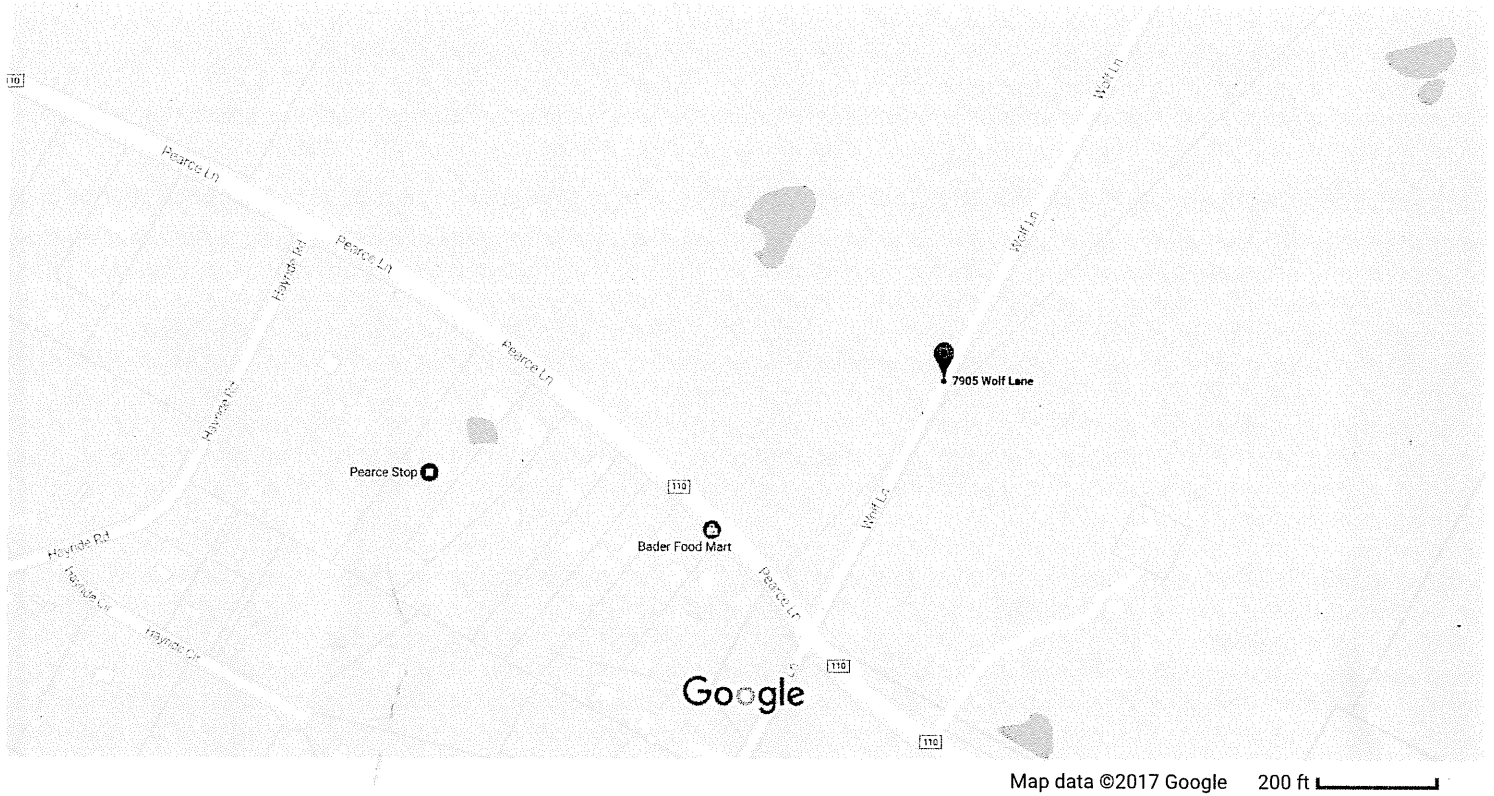 Wolf Ln
110
Pearce Ln
Wolf Ln
Pearce Ln
Hayride Rd
Pearce Ln
7905 Wolf Lane
Hayride Rd
Pearce Stop
110
Wolf Ln
Bader Food Mart
Hayride Rd
Pearce Ln
Hayride Cir
Hayride Cir
110
Google
110
Map data ©2017 Google 200 ft